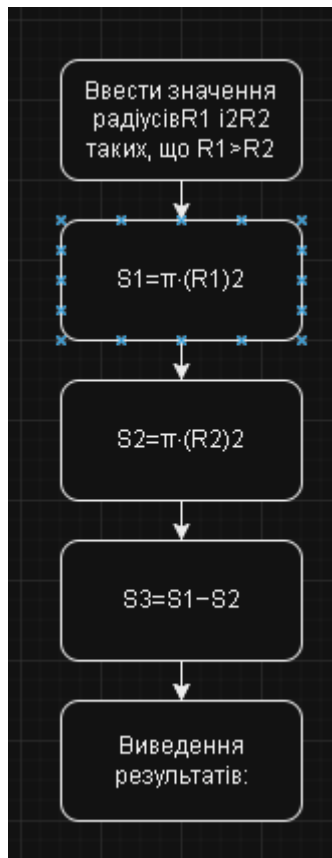 Ввести значення
радіусівR1 і2R2
таких, що R1>R2
S1=π⋅(R1)2
S2=π⋅(R2)2
S3=S1−S2
Виведення
результатів: